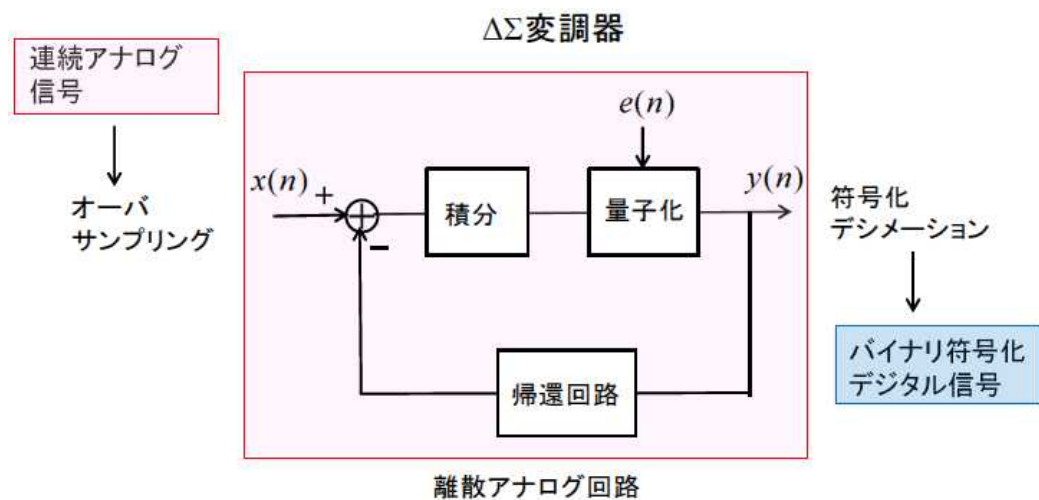 ΔΣ変調器
連続アナログ
信号
オーバ
サンプリング
x(n)
+
−
積分
e(n)
量子化
y(n)
帰還回路
離散アナログ回路
符号化
デシメーション
バイナリ符号化
デジタル信号